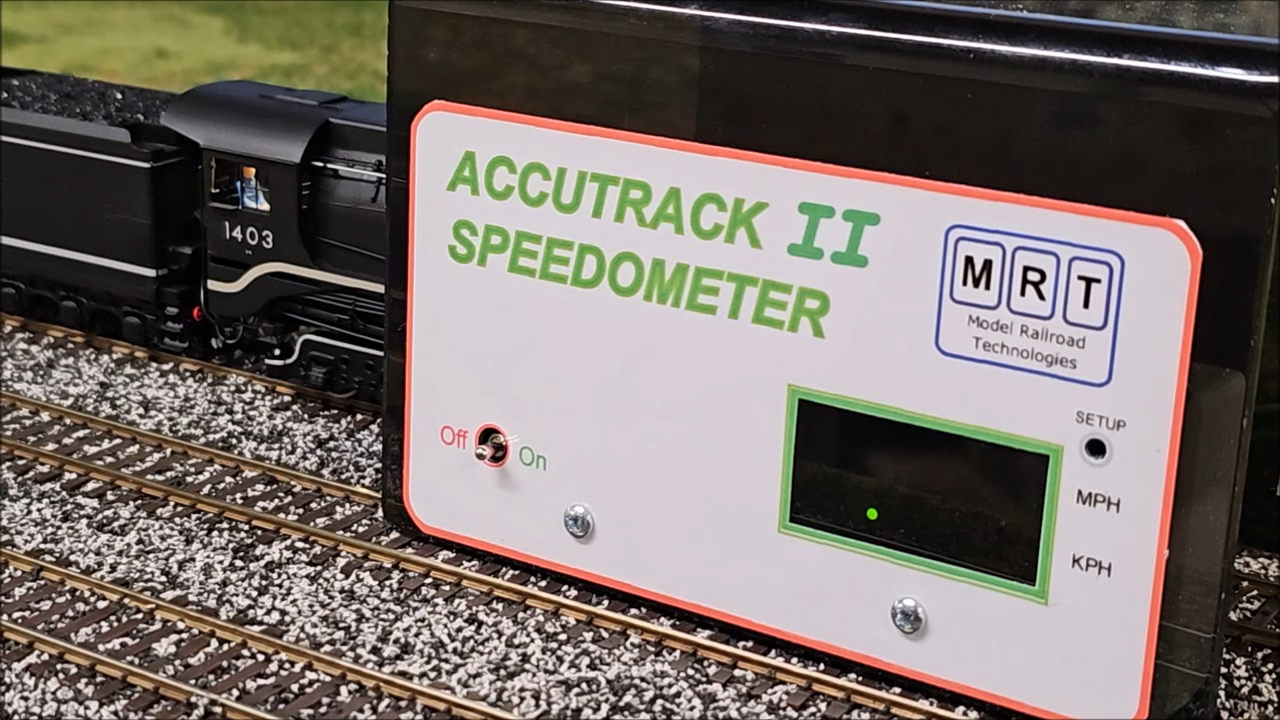 1403
ACCUTRACK II
SPEEDOMETER
MRT
Model Railroad
Technologies
SETUP
MPH
KPH
Off
On